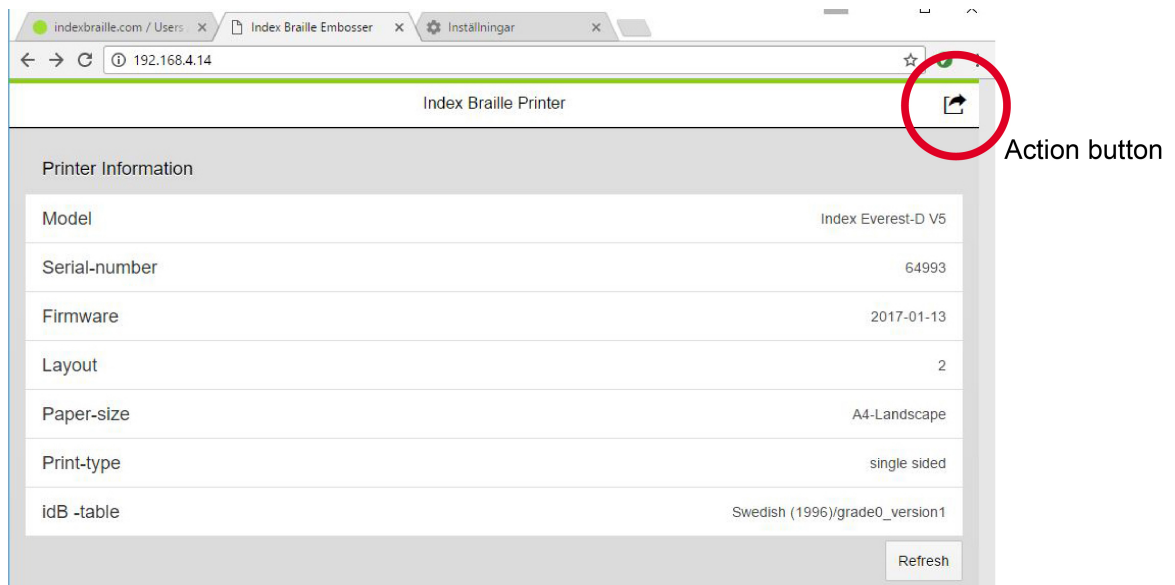 indexbraille.com / Users Index Braille Embosser Inställningar
192.168.4.14
Index Braille Printer
Action button
Printer Information
Model Index Everest-D V5
Serial-number 64993
Firmware 2017-01-13
Layout 2
Paper-size A4-Landscape
Print-type single sided
idB -table Swedish (1996)/grade0_version1
Refresh